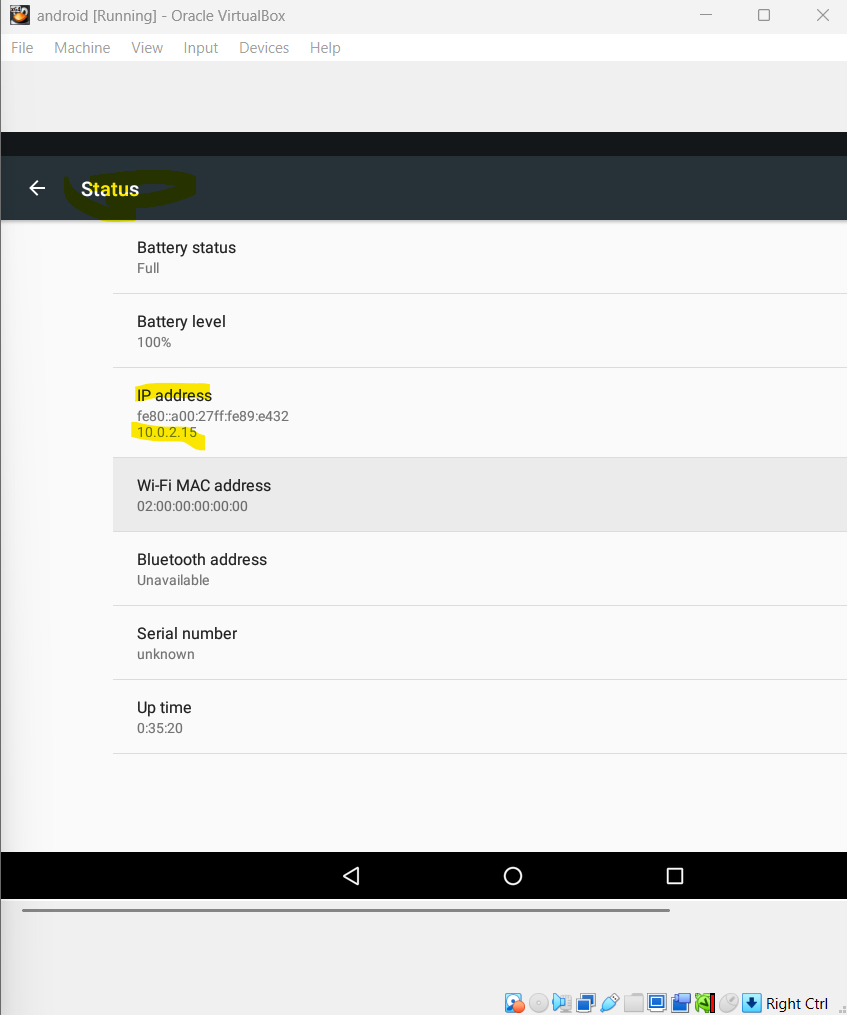 android [Running] - Oracle VirtualBox
File Machine View Input Devices Help
Status
Battery status
Full
Battery level
100%
IP address
fe80::a00:27ff:fe89:e432
10.0.2.15
Wi-Fi MAC address
02:00:00:00:00:00
Bluetooth address
Unavailable
Serial number
unknown
Up time
0:35:20
Right Ctrl